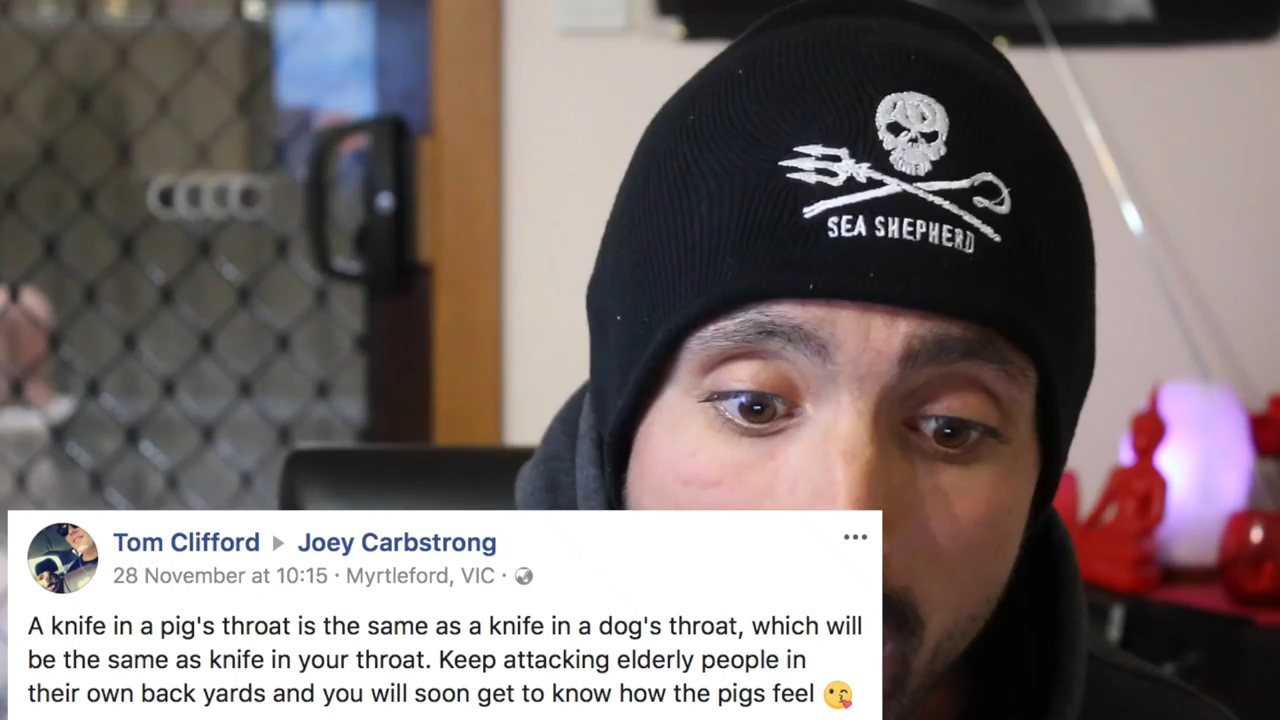 SEA SHEPHERD
Tom Clifford ▸ Joey Carbstrong
28 November at 10:15 · Myrtleford, VIC ·
A knife in a pig's throat is the same as a knife in a dog's throat, which will
be the same as knife in your throat. Keep attacking elderly people in
their own back yards and you will soon get to know how the pigs feel 😘